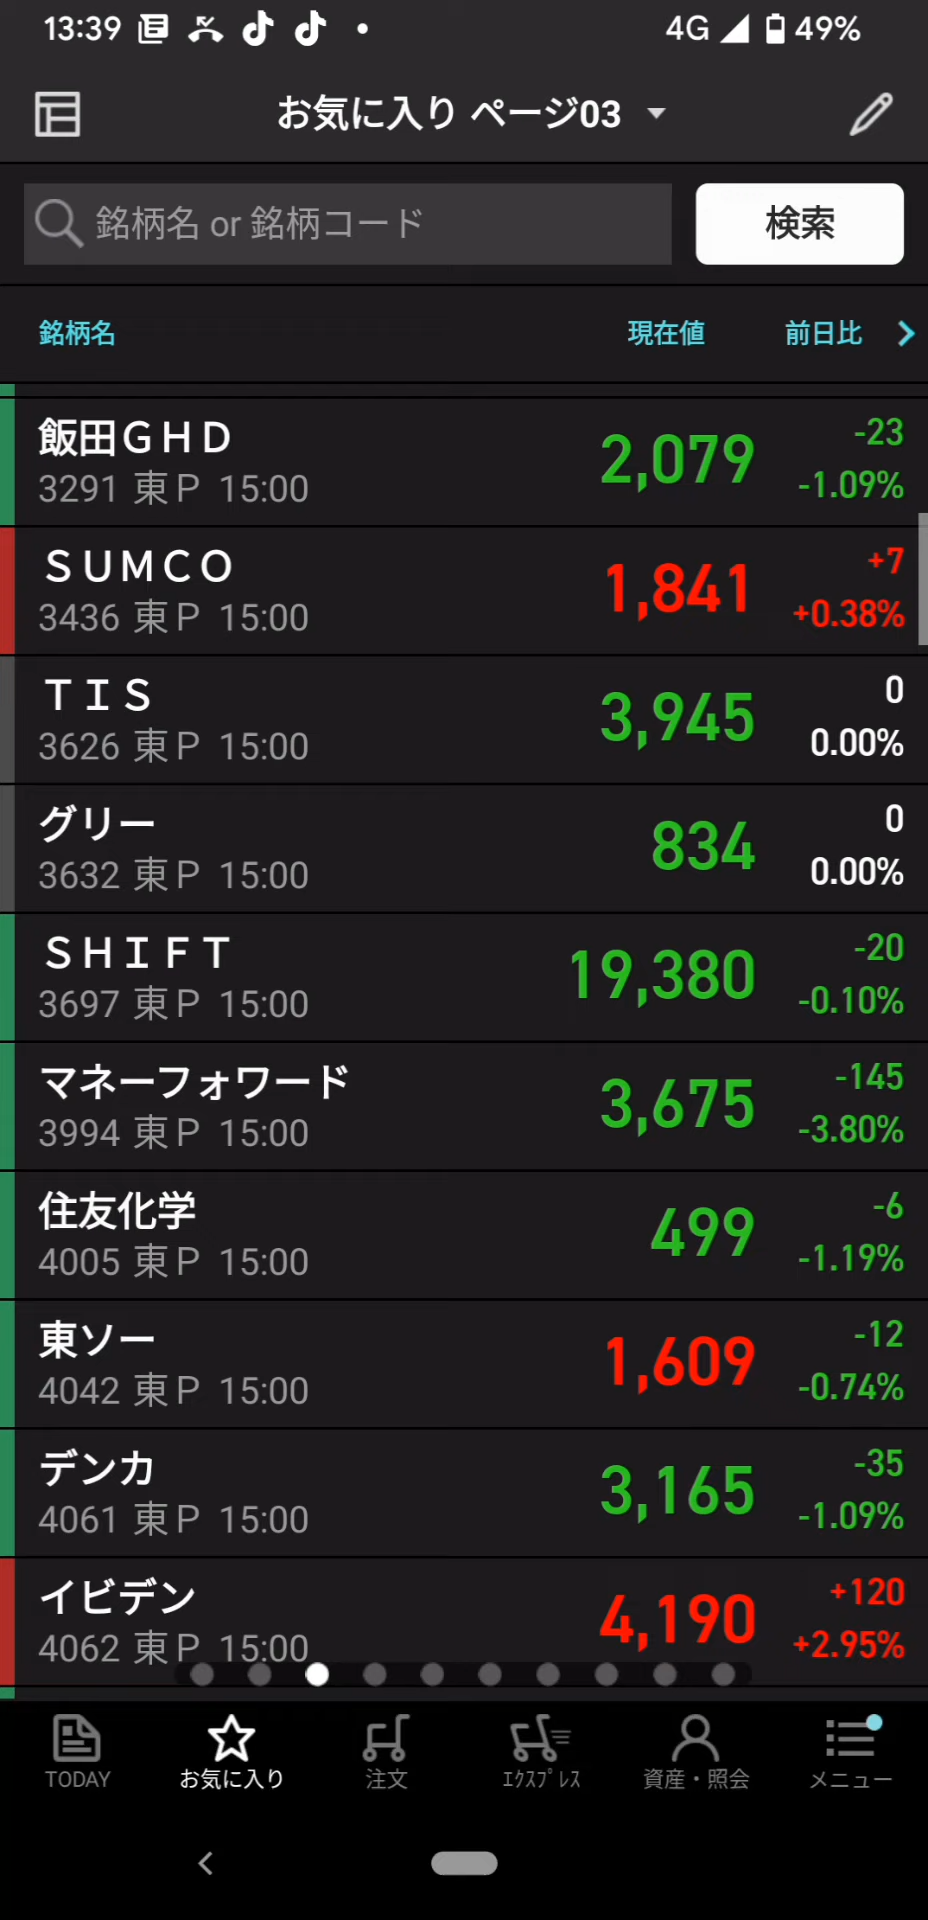 13:39 4G 49%
お気に入り ページ03
銘柄名 or 銘柄コード 検索
銘柄名 現在値 前日比
飯田ＧＨＤ 2,079 -23
3291 東Ｐ 15:00 -1.09%
ＳＵＭＣＯ 1,841 +7
3436 東Ｐ 15:00 +0.38%
ＴＩＳ 3,945 0
3626 東Ｐ 15:00 0.00%
グリー 834 0
3632 東Ｐ 15:00 0.00%
ＳＨＩＦＴ 19,380 -20
3697 東Ｐ 15:00 -0.10%
マネーフォワード 3,675 -145
3994 東Ｐ 15:00 -3.80%
住友化学 499 -6
4005 東Ｐ 15:00 -1.19%
東ソー 1,609 -12
4042 東Ｐ 15:00 -0.74%
デンカ 3,165 -35
4061 東Ｐ 15:00 -1.09%
イビデン 4,190 +120
4062 東Ｐ 15:00 +2.95%
TODAY お気に入り 注文 ｴｸｽﾌﾟﾚｽ 資産・照会 メニュー